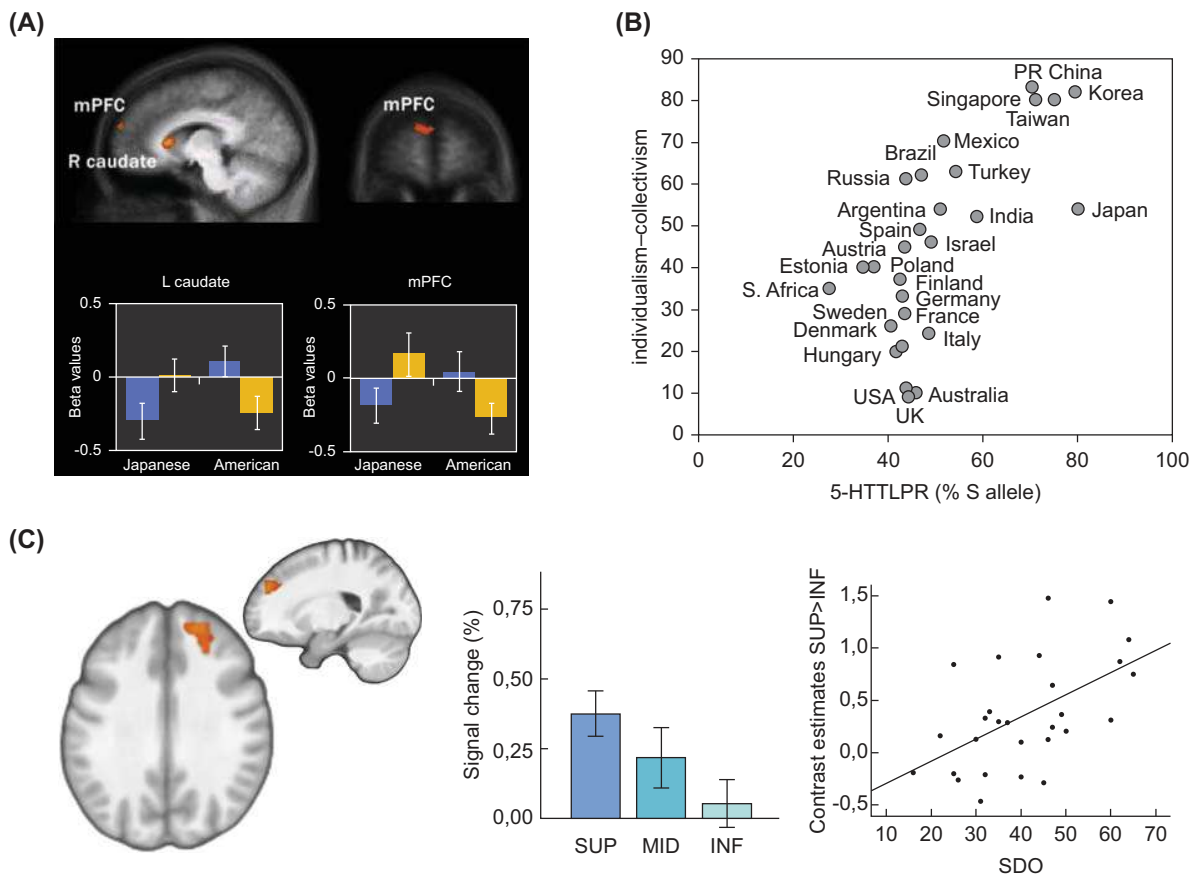 (A)
mPFC
R caudate
mPFC
L caudate
mPFC
Beta values
0.5
0
-0.5
Japanese American
Beta values
0.5
0
-0.5
Japanese American
(B)
individualism–collectivism
90
80
70
60
50
40
30
20
10
0
PR China
Singapore
Korea
Taiwan
Mexico
Brazil
Russia
Turkey
Argentina
India
Japan
Spain
Israel
Austria
Estonia
Poland
S. Africa
Finland
Germany
Sweden
France
Denmark
Italy
Hungary
USA
Australia
UK
0 20 40 60 80 100
5-HTTLPR (% S allele)
(C)
Signal change (%)
0,75
0,50
0,25
0,00
SUP MID INF
Contrast estimates SUP>INF
1,5
1,0
0,5
0,0
-0,5
10 20 30 40 50 60 70
SDO